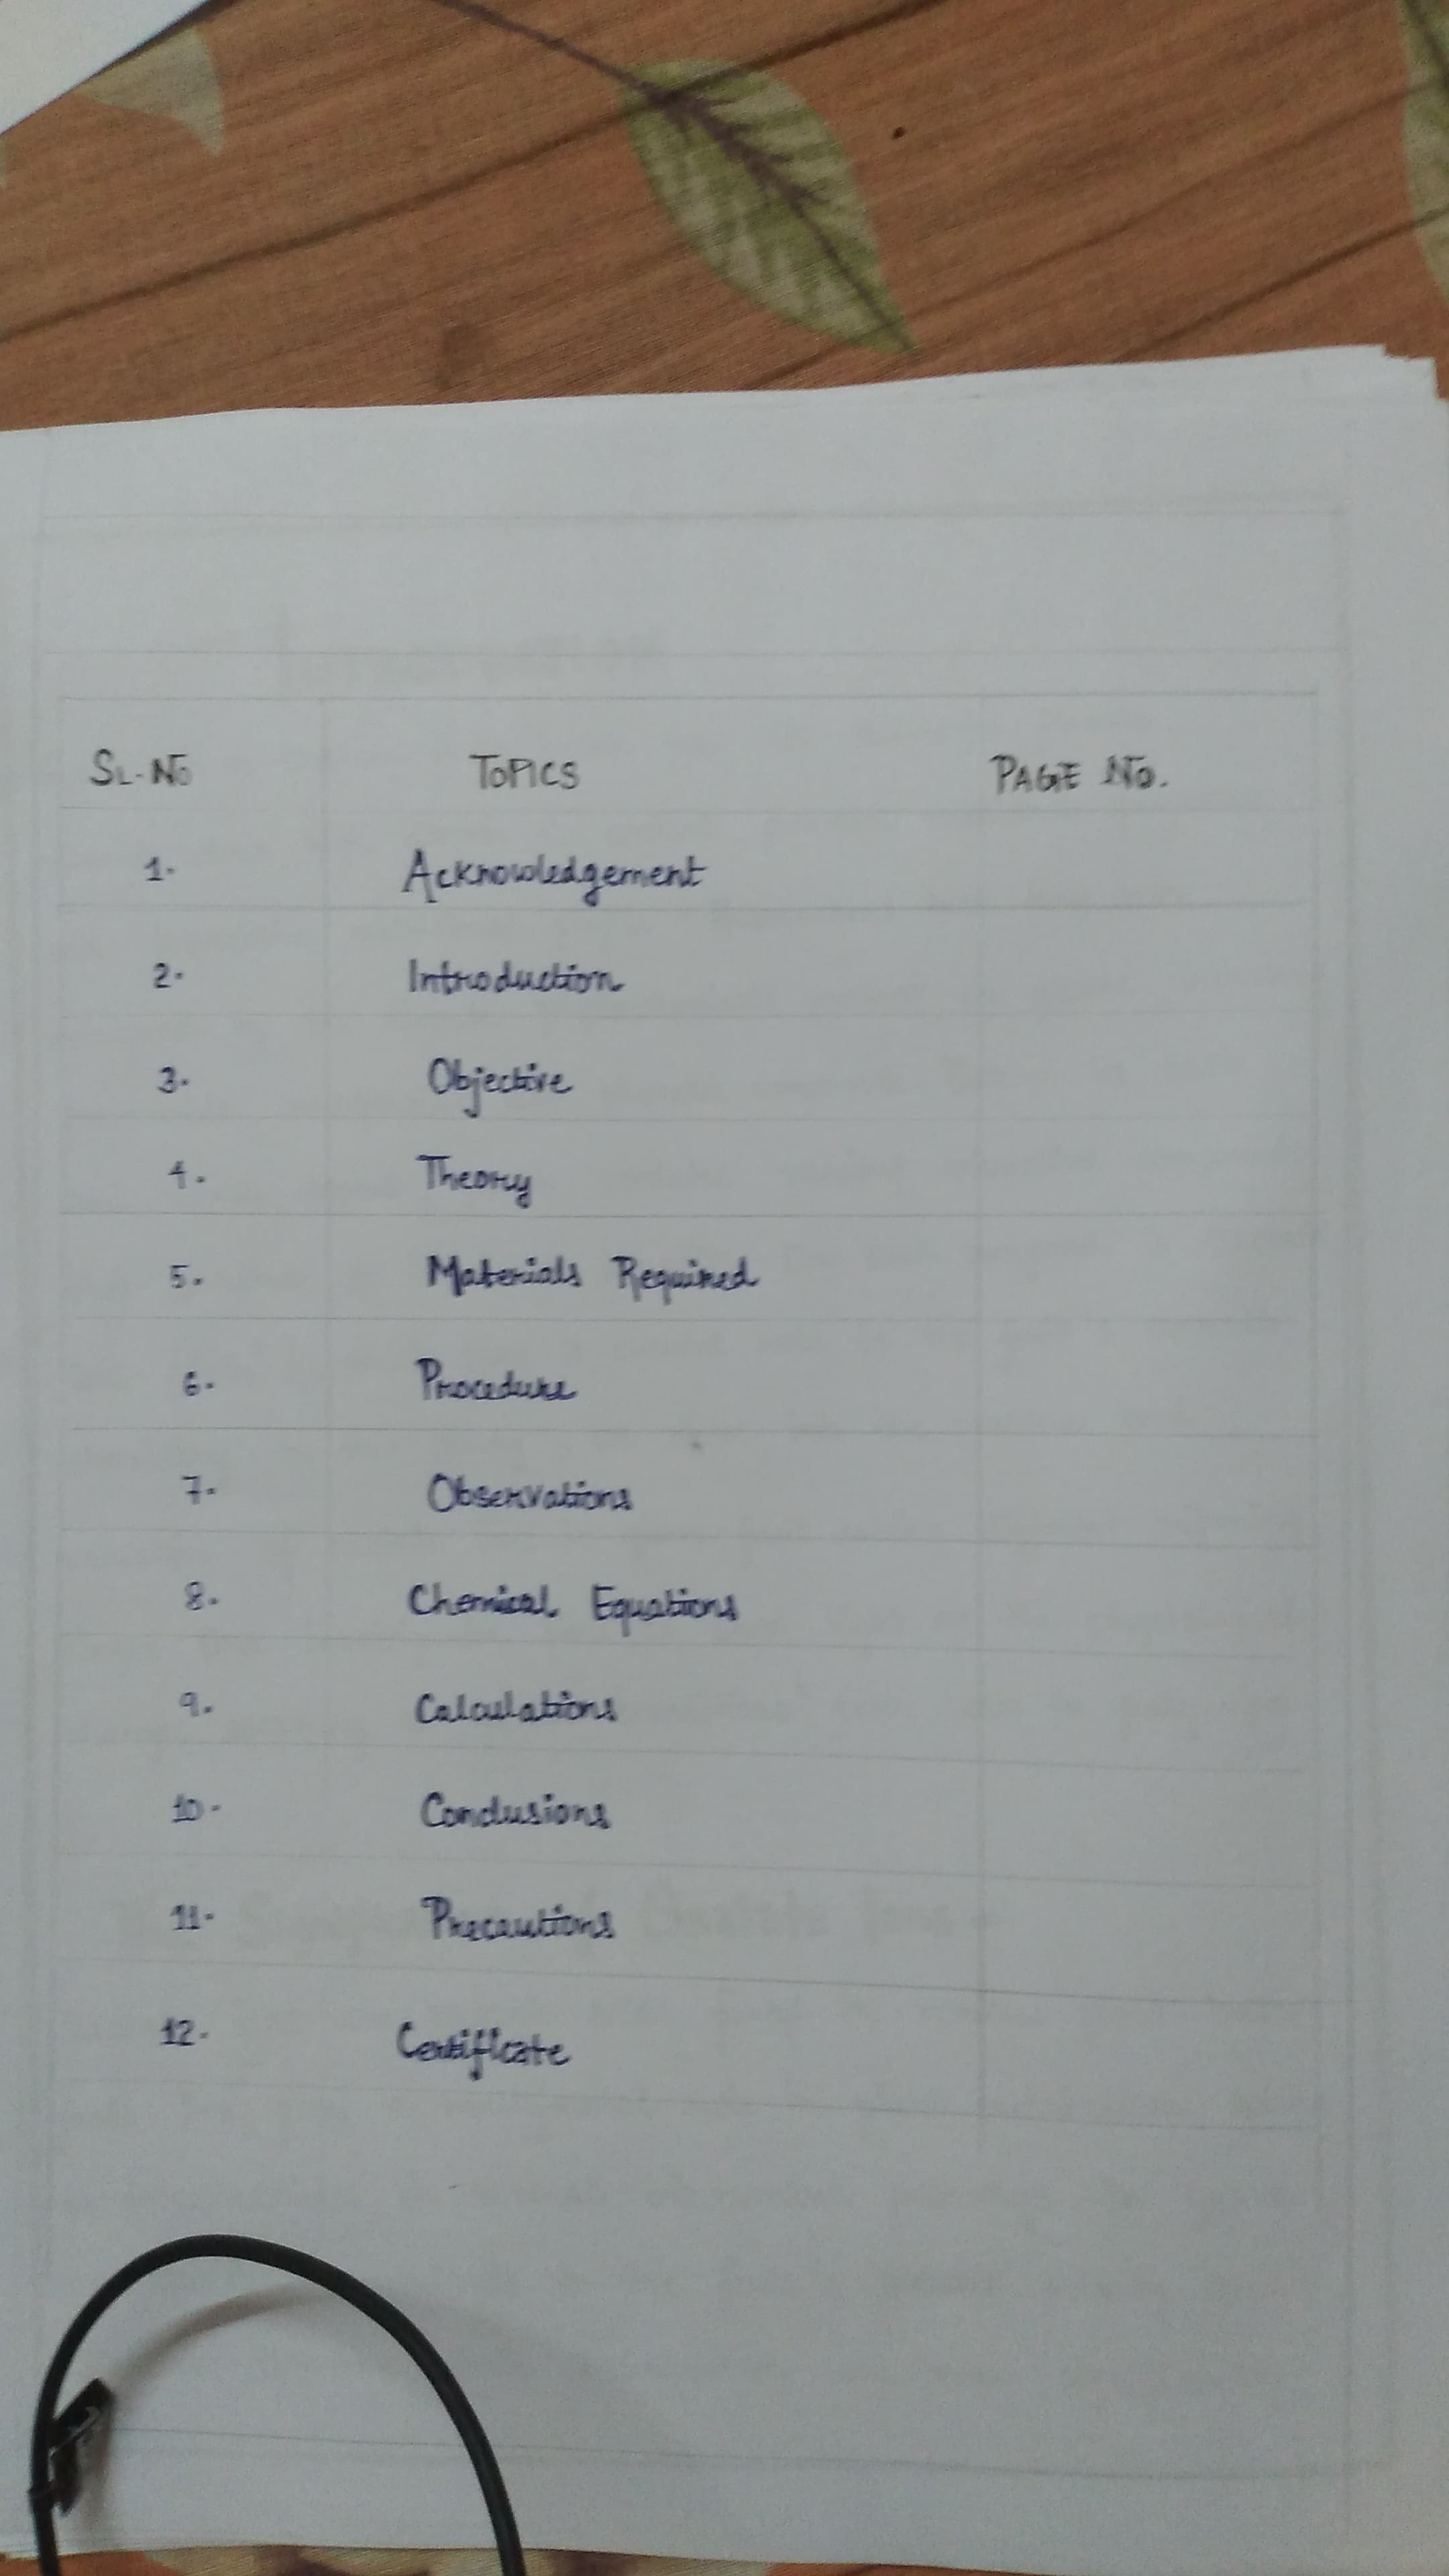 SL.NO TOPICS PAGE NO.
1. Acknowledgement
2. Introduction
3. Objective
4. Theory
5. Materials Required
6. Procedure
7. Observations
8. Chemical Equations
9. Calculations
10. Conclusions
11. Precautions
12. Certificate